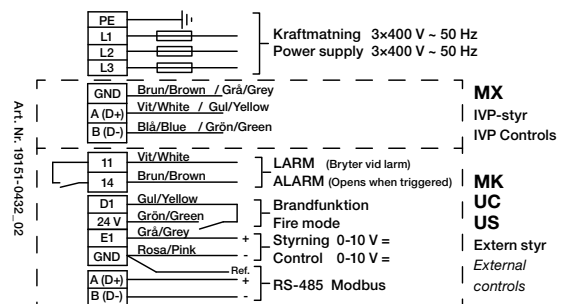 PE
L1
L2
L3
Kraftmatning 3×400 V ~ 50 Hz
Power supply 3×400 V ~ 50 Hz
GND Brun/Brown / Grå/Grey
A (D+) Vit/White / Gul/Yellow
B (D-) Blå/Blue / Grön/Green
MX
IVP-styr
IVP Controls
Art. Nr. 19151-0432_02
11 Vit/White
14 Brun/Brown
LARM (Bryter vid larm)
ALARM (Opens when triggered)
D1 Gul/Yellow
24 V Grön/Green
Brandfunktion
Fire mode
E1 Grå/Grey +
GND Rosa/Pink -
Styrning 0-10 V =
Control 0-10 V =
MK
UC
US
Extern styr
External
controls
Ref.
A (D+) +
B (D-) -
RS-485 Modbus